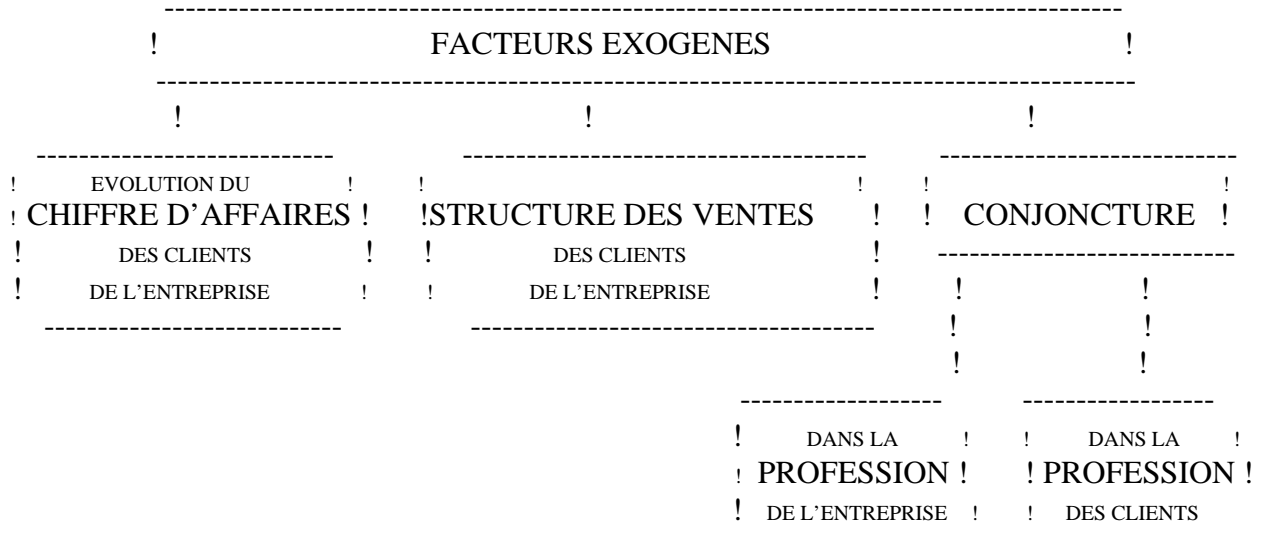 FACTEURS EXOGENES
EVOLUTION DU
CHIFFRE D'AFFAIRES
DES CLIENTS
DE L'ENTREPRISE
STRUCTURE DES VENTES
DES CLIENTS
DE L'ENTREPRISE
CONJONCTURE
DANS LA
PROFESSION
DE L'ENTREPRISE
DANS LA
PROFESSION
DES CLIENTS